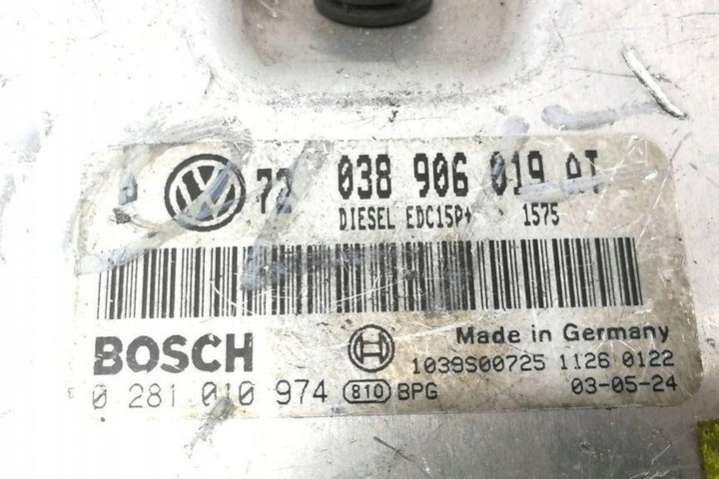 72 038 906 019 AT
DIESEL EDC15P+ 1575
BOSCH
Made in Germany
1039S00725 1126 0122
0 281 010 974 810 BPG 03-05-24